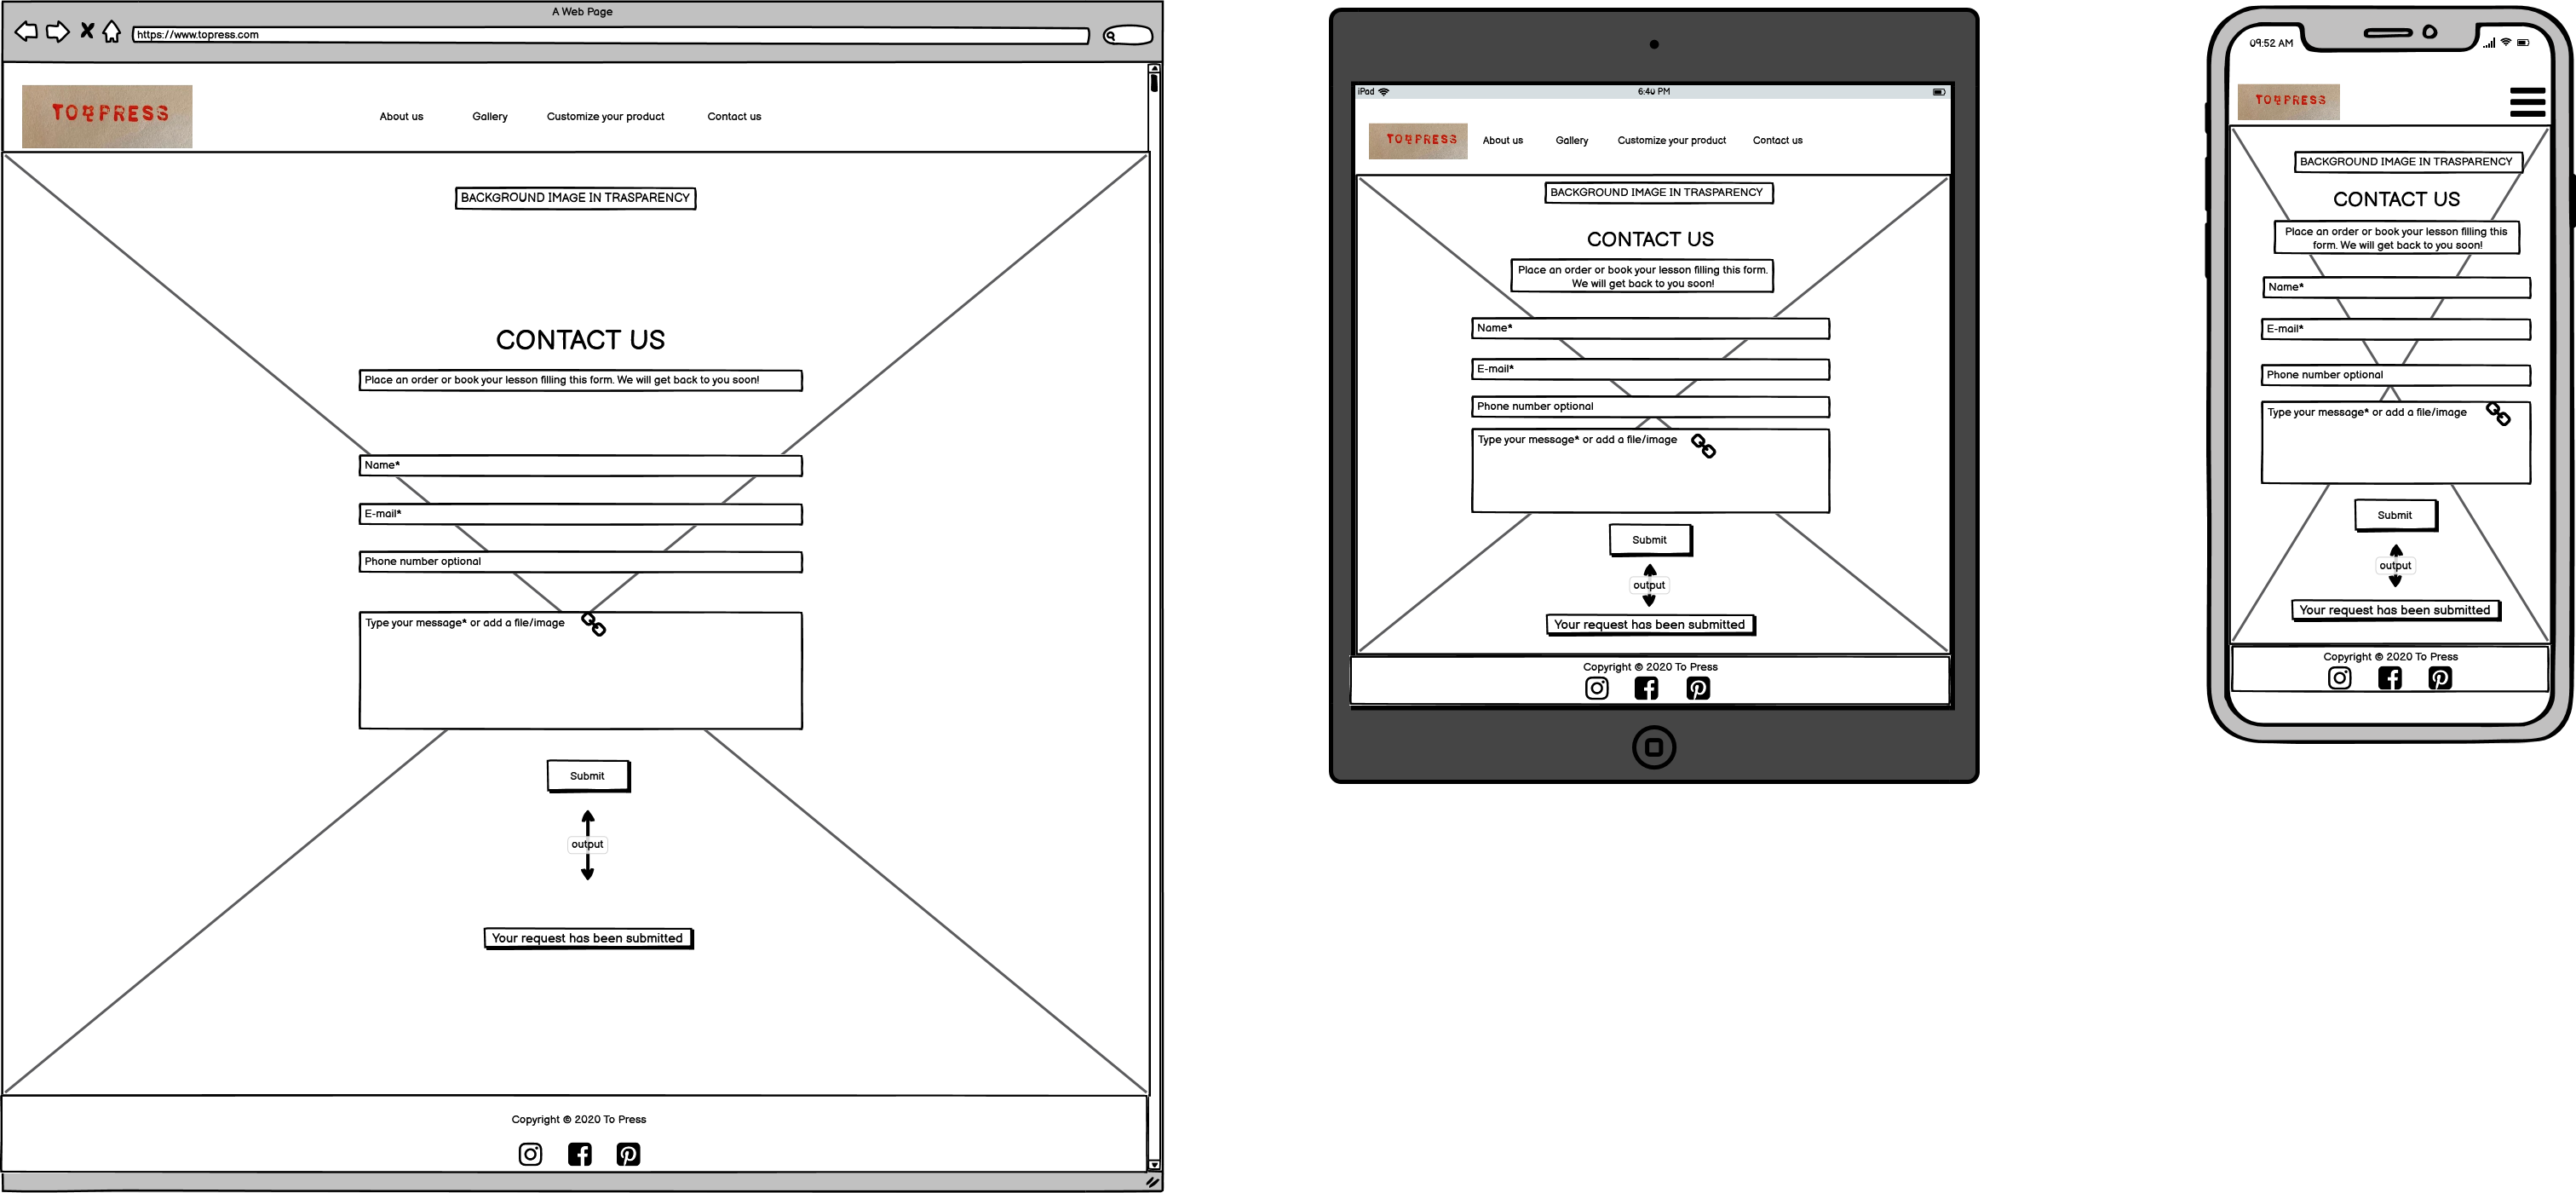 A Web Page
https://www.topress.com
TO PRESS
About us
Gallery
Customize your product
Contact us
BACKGROUND IMAGE IN TRASPARENCY
CONTACT US
Place an order or book your lesson filling this form. We will get back to you soon!
Name*
E-mail*
Phone number optional
Type your message* or add a file/image
Submit
output
Your request has been submitted
Copyright © 2020 To Press
iPad
6:40 PM
TO PRESS
About us
Gallery
Customize your product
Contact us
BACKGROUND IMAGE IN TRASPARENCY
CONTACT US
Place an order or book your lesson filling this form.
We will get back to you soon!
Name*
E-mail*
Phone number optional
Type your message* or add a file/image
Submit
output
Your request has been submitted
Copyright © 2020 To Press
09:52 AM
TO PRESS
BACKGROUND IMAGE IN TRASPARENCY
CONTACT US
Place an order or book your lesson filling this
form. We will get back to you soon!
Name*
E-mail*
Phone number optional
Type your message* or add a file/image
Submit
output
Your request has been submitted
Copyright © 2020 To Press